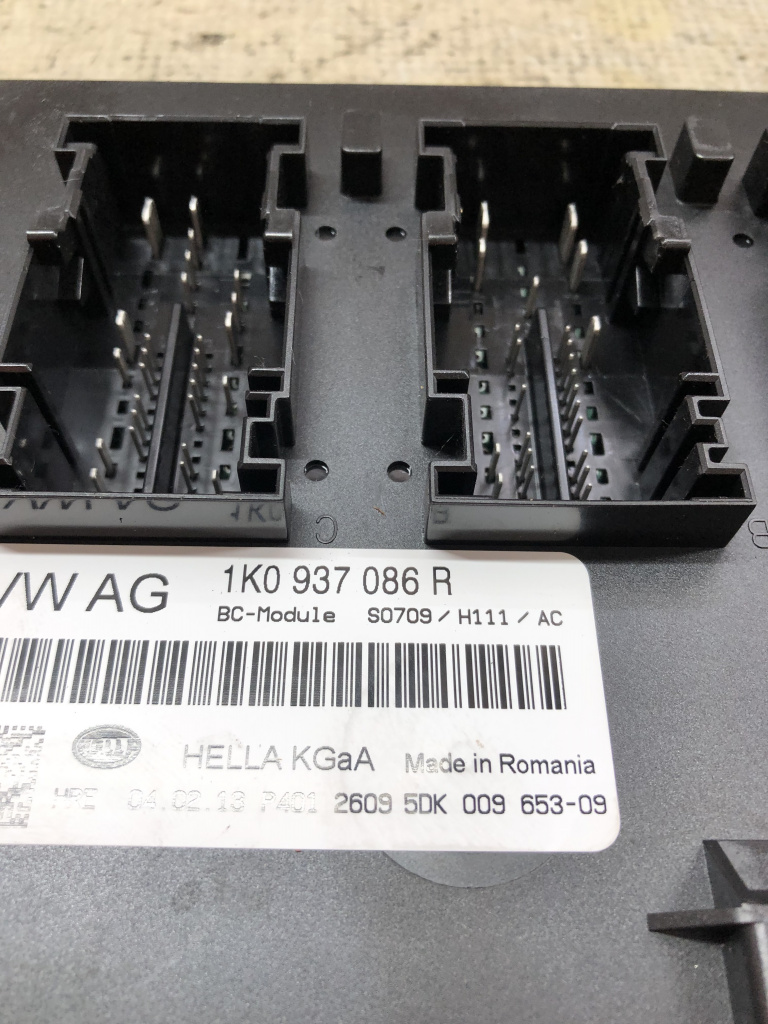 C
B
B
VW AG 1K0 937 086 R
BC-Module S0709 / H111 / AC
HELLA HELLA KGaA Made in Romania
HRE 04.02.13 P401 2609 5DK 009 653-09